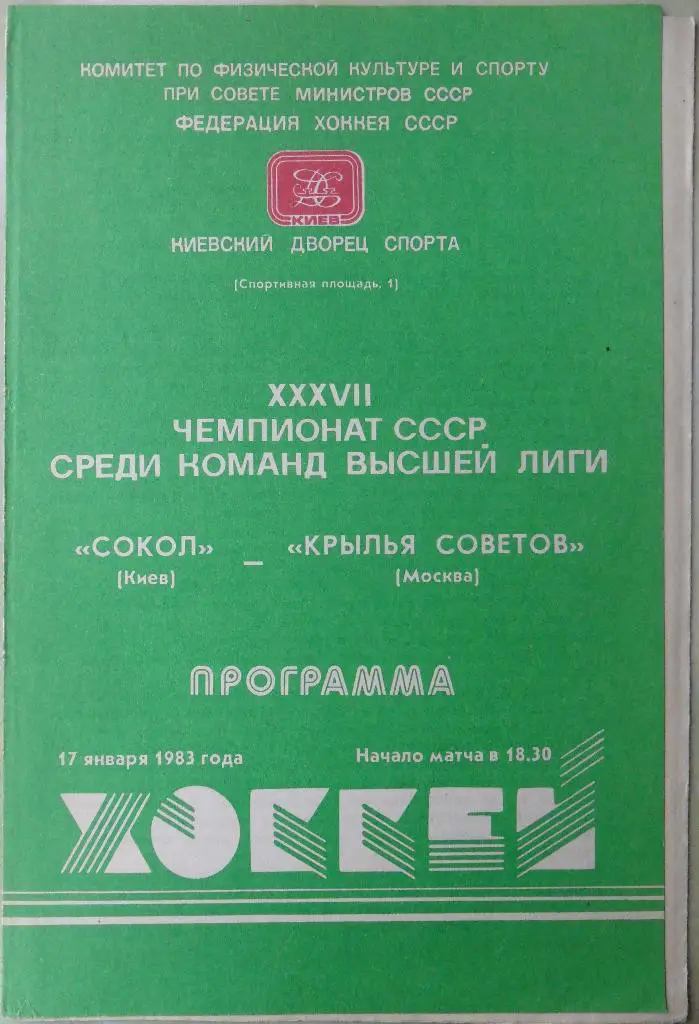 КОМИТЕТ ПО ФИЗИЧЕСКОЙ КУЛЬТУРЕ И СПОРТУ
ПРИ СОВЕТЕ МИНИСТРОВ СССР
ФЕДЕРАЦИЯ ХОККЕЯ СССР
КИЕВ
КИЕВСКИЙ ДВОРЕЦ СПОРТА
(Спортивная площадь, 1)
XXXVII
ЧЕМПИОНАТ СССР
СРЕДИ КОМАНД ВЫСШЕЙ ЛИГИ
«СОКОЛ» – «КРЫЛЬЯ СОВЕТОВ»
(Киев) (Москва)
ПРОГРАММА
17 января 1983 года Начало матча в 18.30
ХОККЕЙ